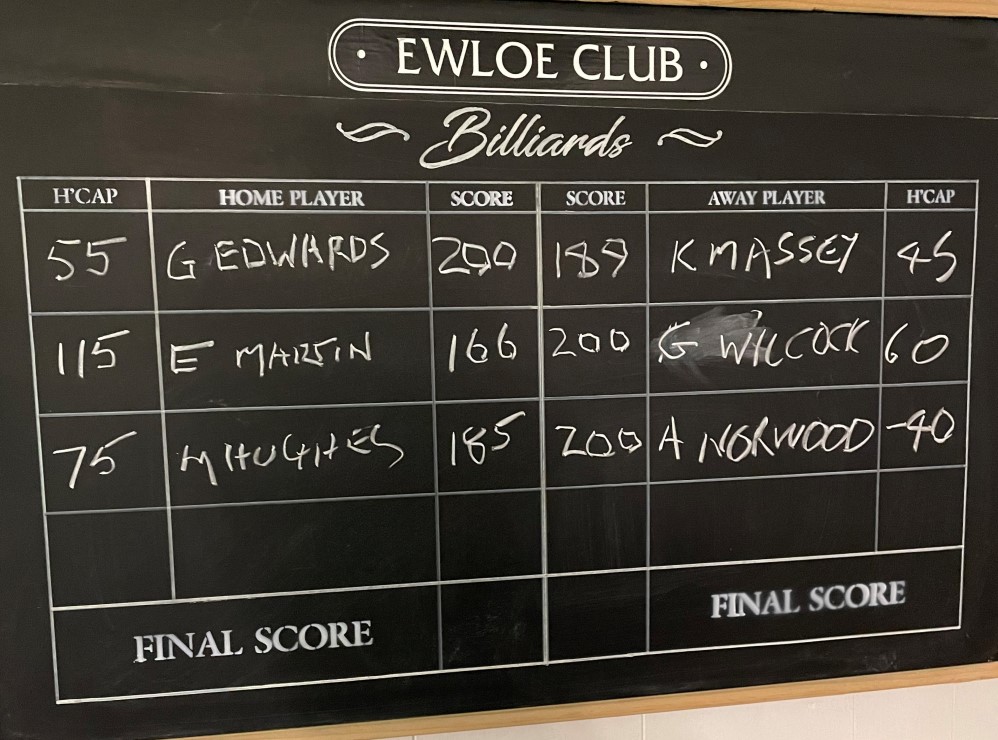 · EWLOE CLUB ·
Billiards
H'CAP HOME PLAYER SCORE SCORE AWAY PLAYER H'CAP
55 G EDWARDS 200 189 K MASSEY 45
115 E MARTIN 166 200 G WILCOCK 60
75 M HUGHES 185 200 A NORWOOD -40
FINAL SCORE FINAL SCORE